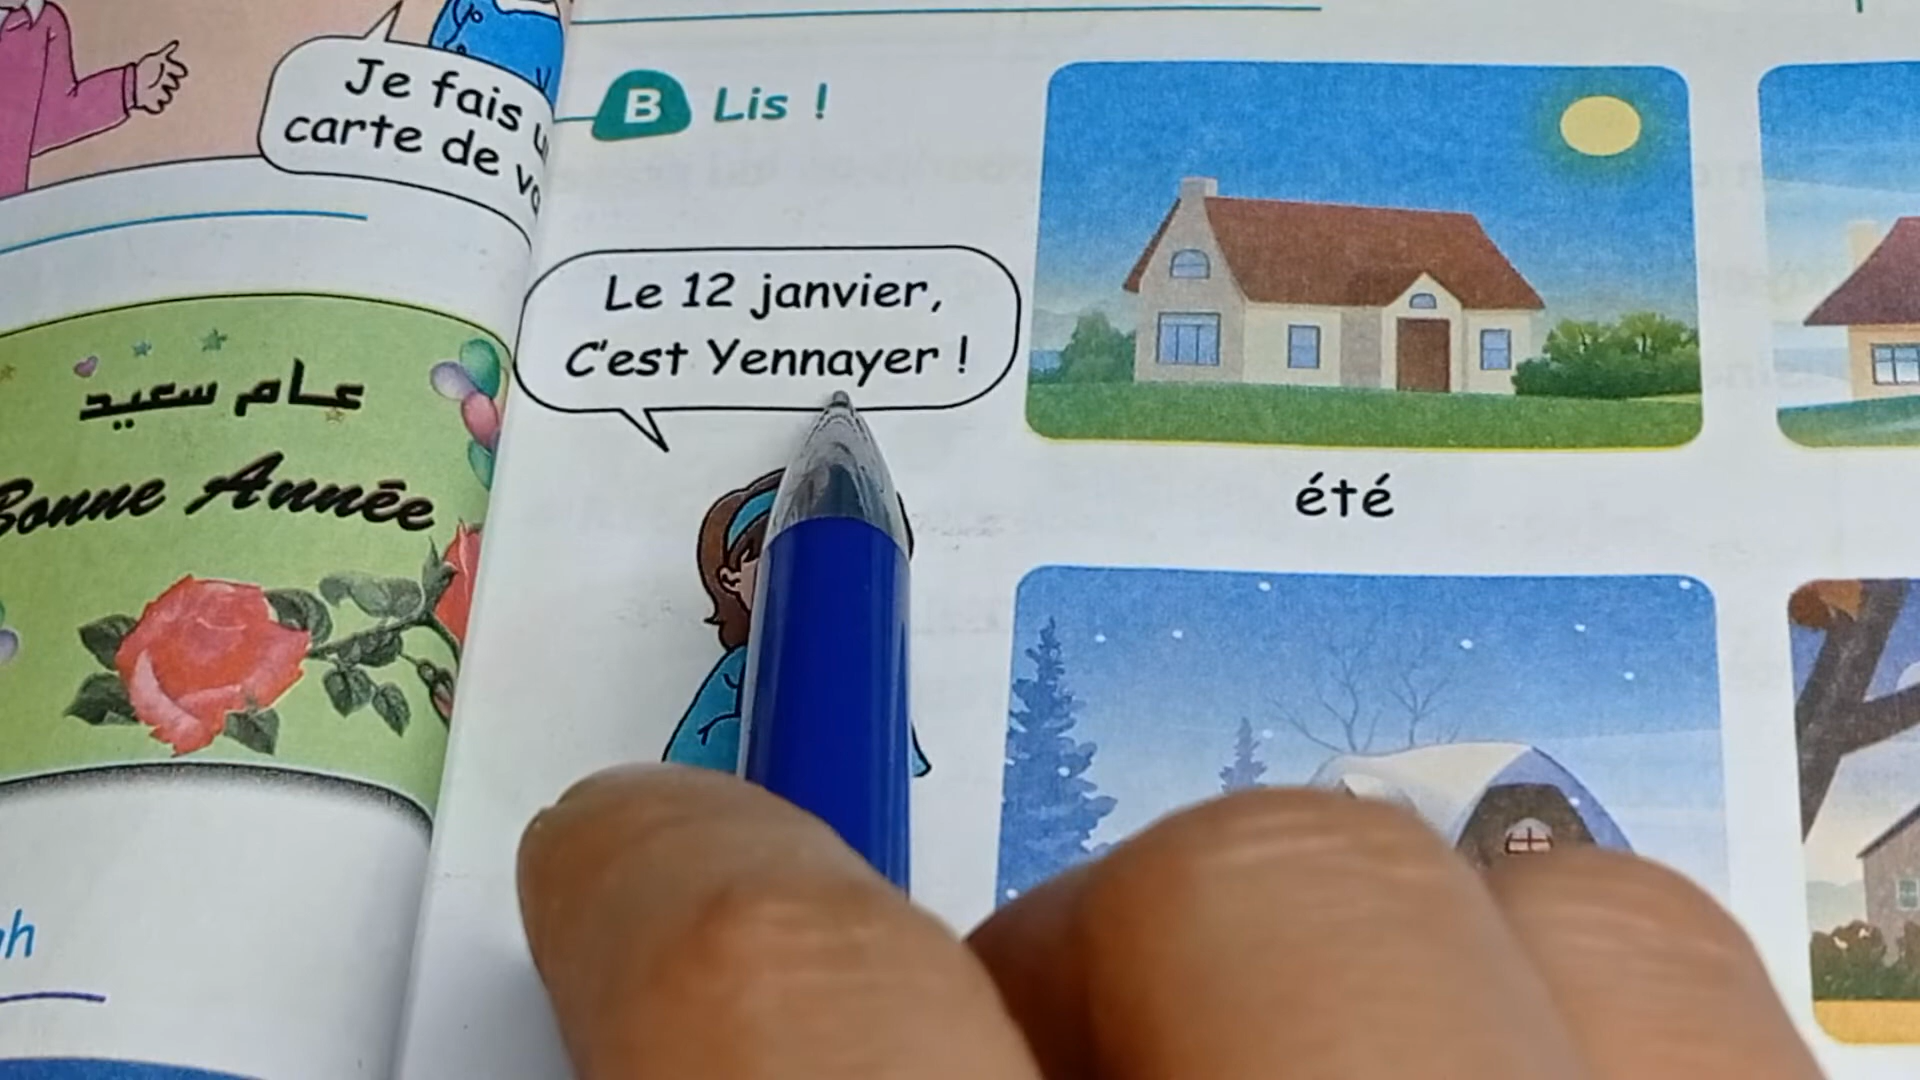 Je fais
carte de
عام سعيد
Bonne Année
B Lis !
Le 12 janvier,
C'est Yennayer !
été